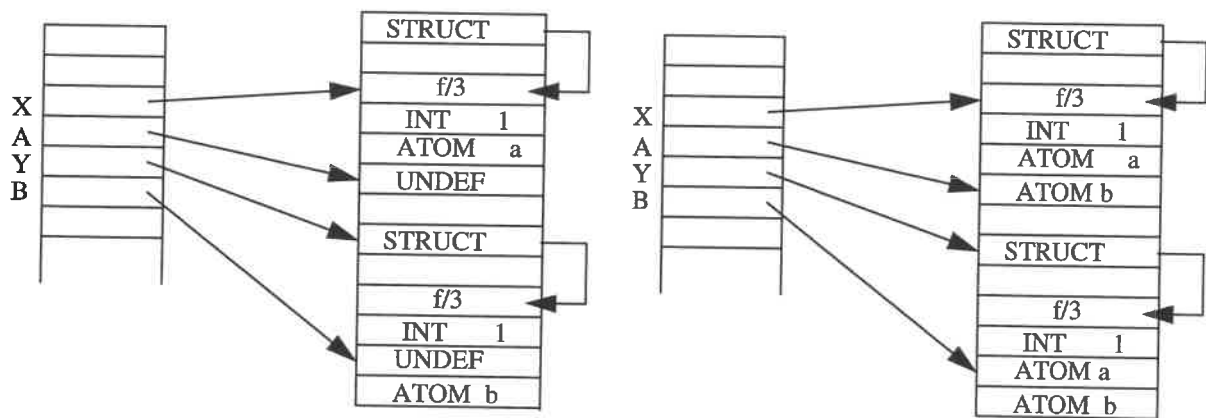 STRUCT
f/3
INT 1
ATOM a
UNDEF
STRUCT
f/3
INT 1
UNDEF
ATOM b
X
A
Y
B
STRUCT
f/3
INT 1
ATOM a
ATOM b
STRUCT
f/3
INT 1
ATOM a
ATOM b
X
A
Y
B